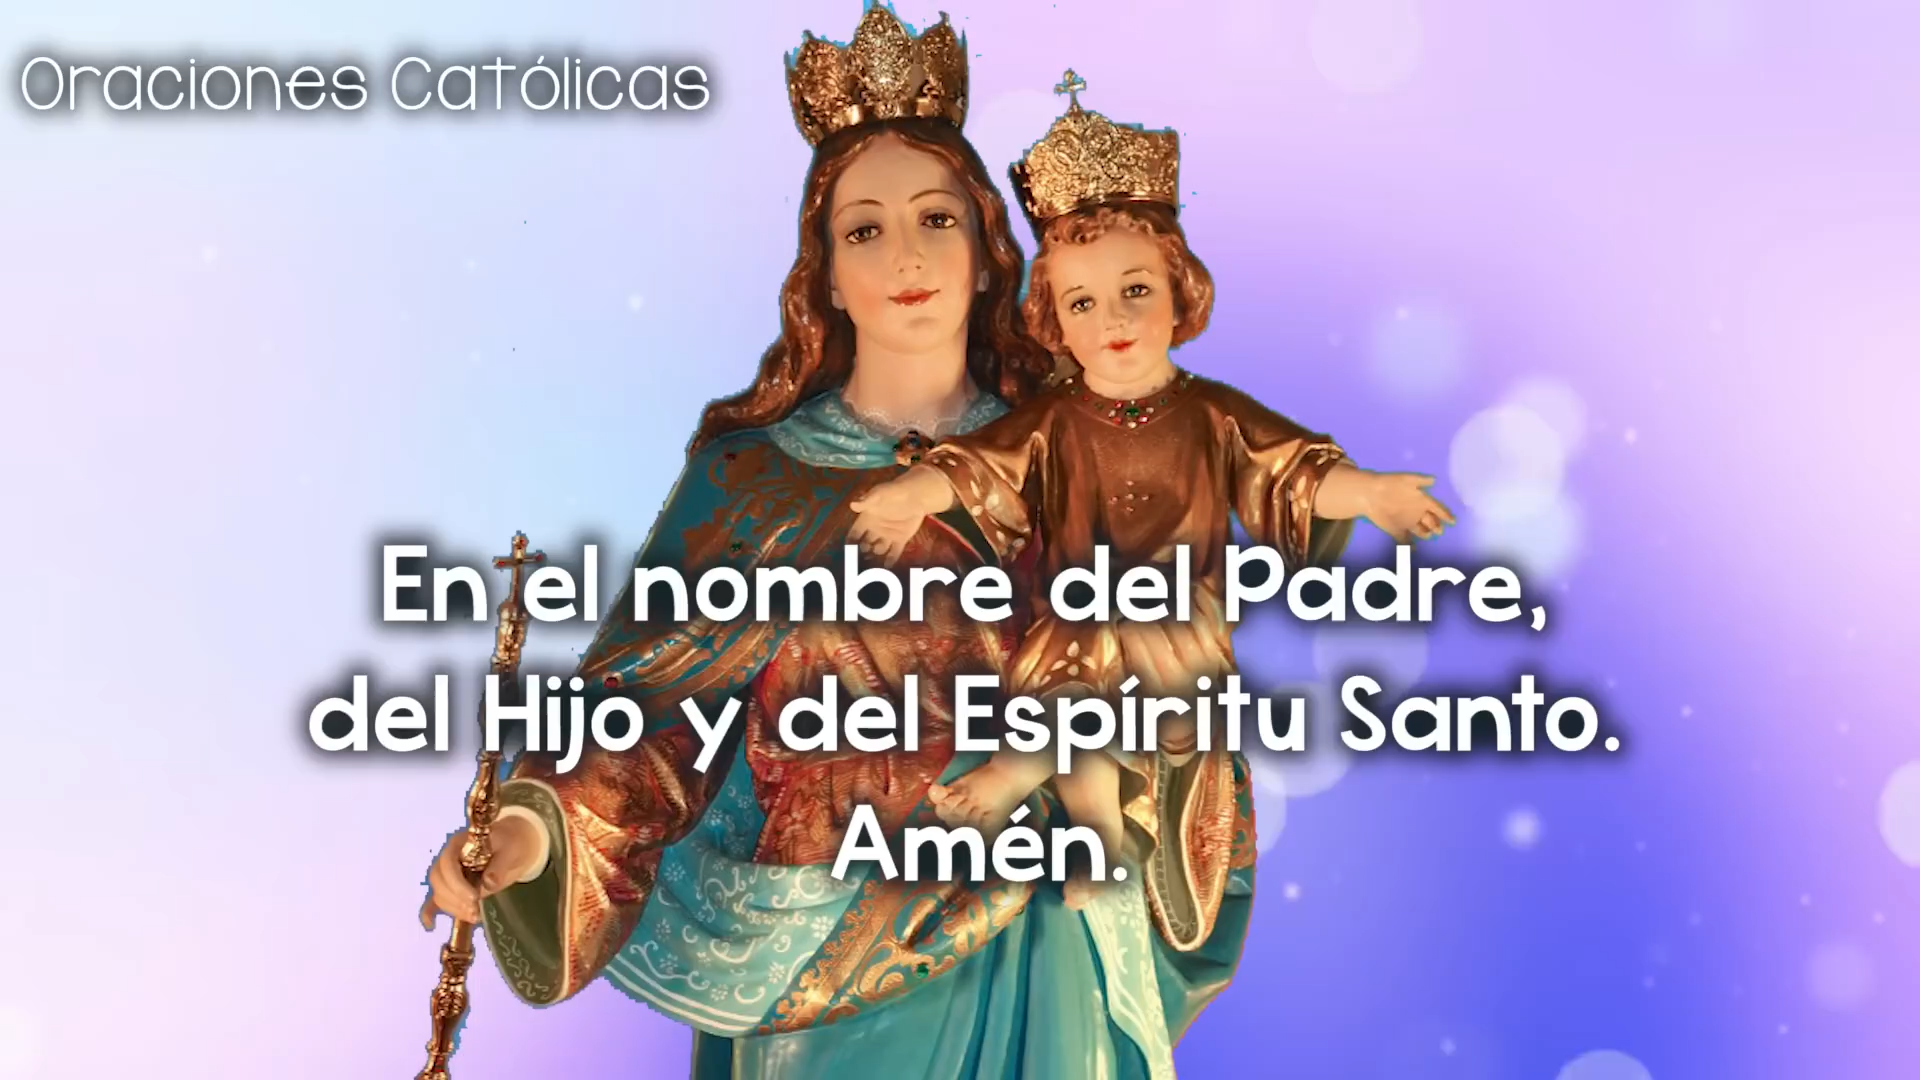 Oraciones Católicas
En el nombre del Padre,
del Hijo y del Espíritu Santo.
Amén.